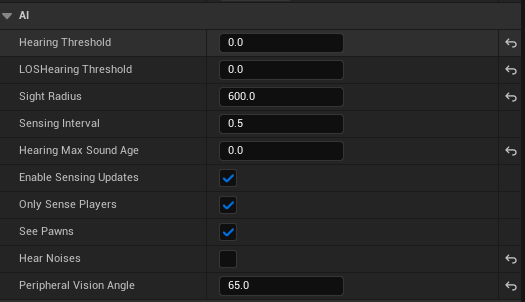 AI
Hearing Threshold 0.0
LOSHearing Threshold 0.0
Sight Radius 600.0
Sensing Interval 0.5
Hearing Max Sound Age 0.0
Enable Sensing Updates
Only Sense Players
See Pawns
Hear Noises
Peripheral Vision Angle 65.0